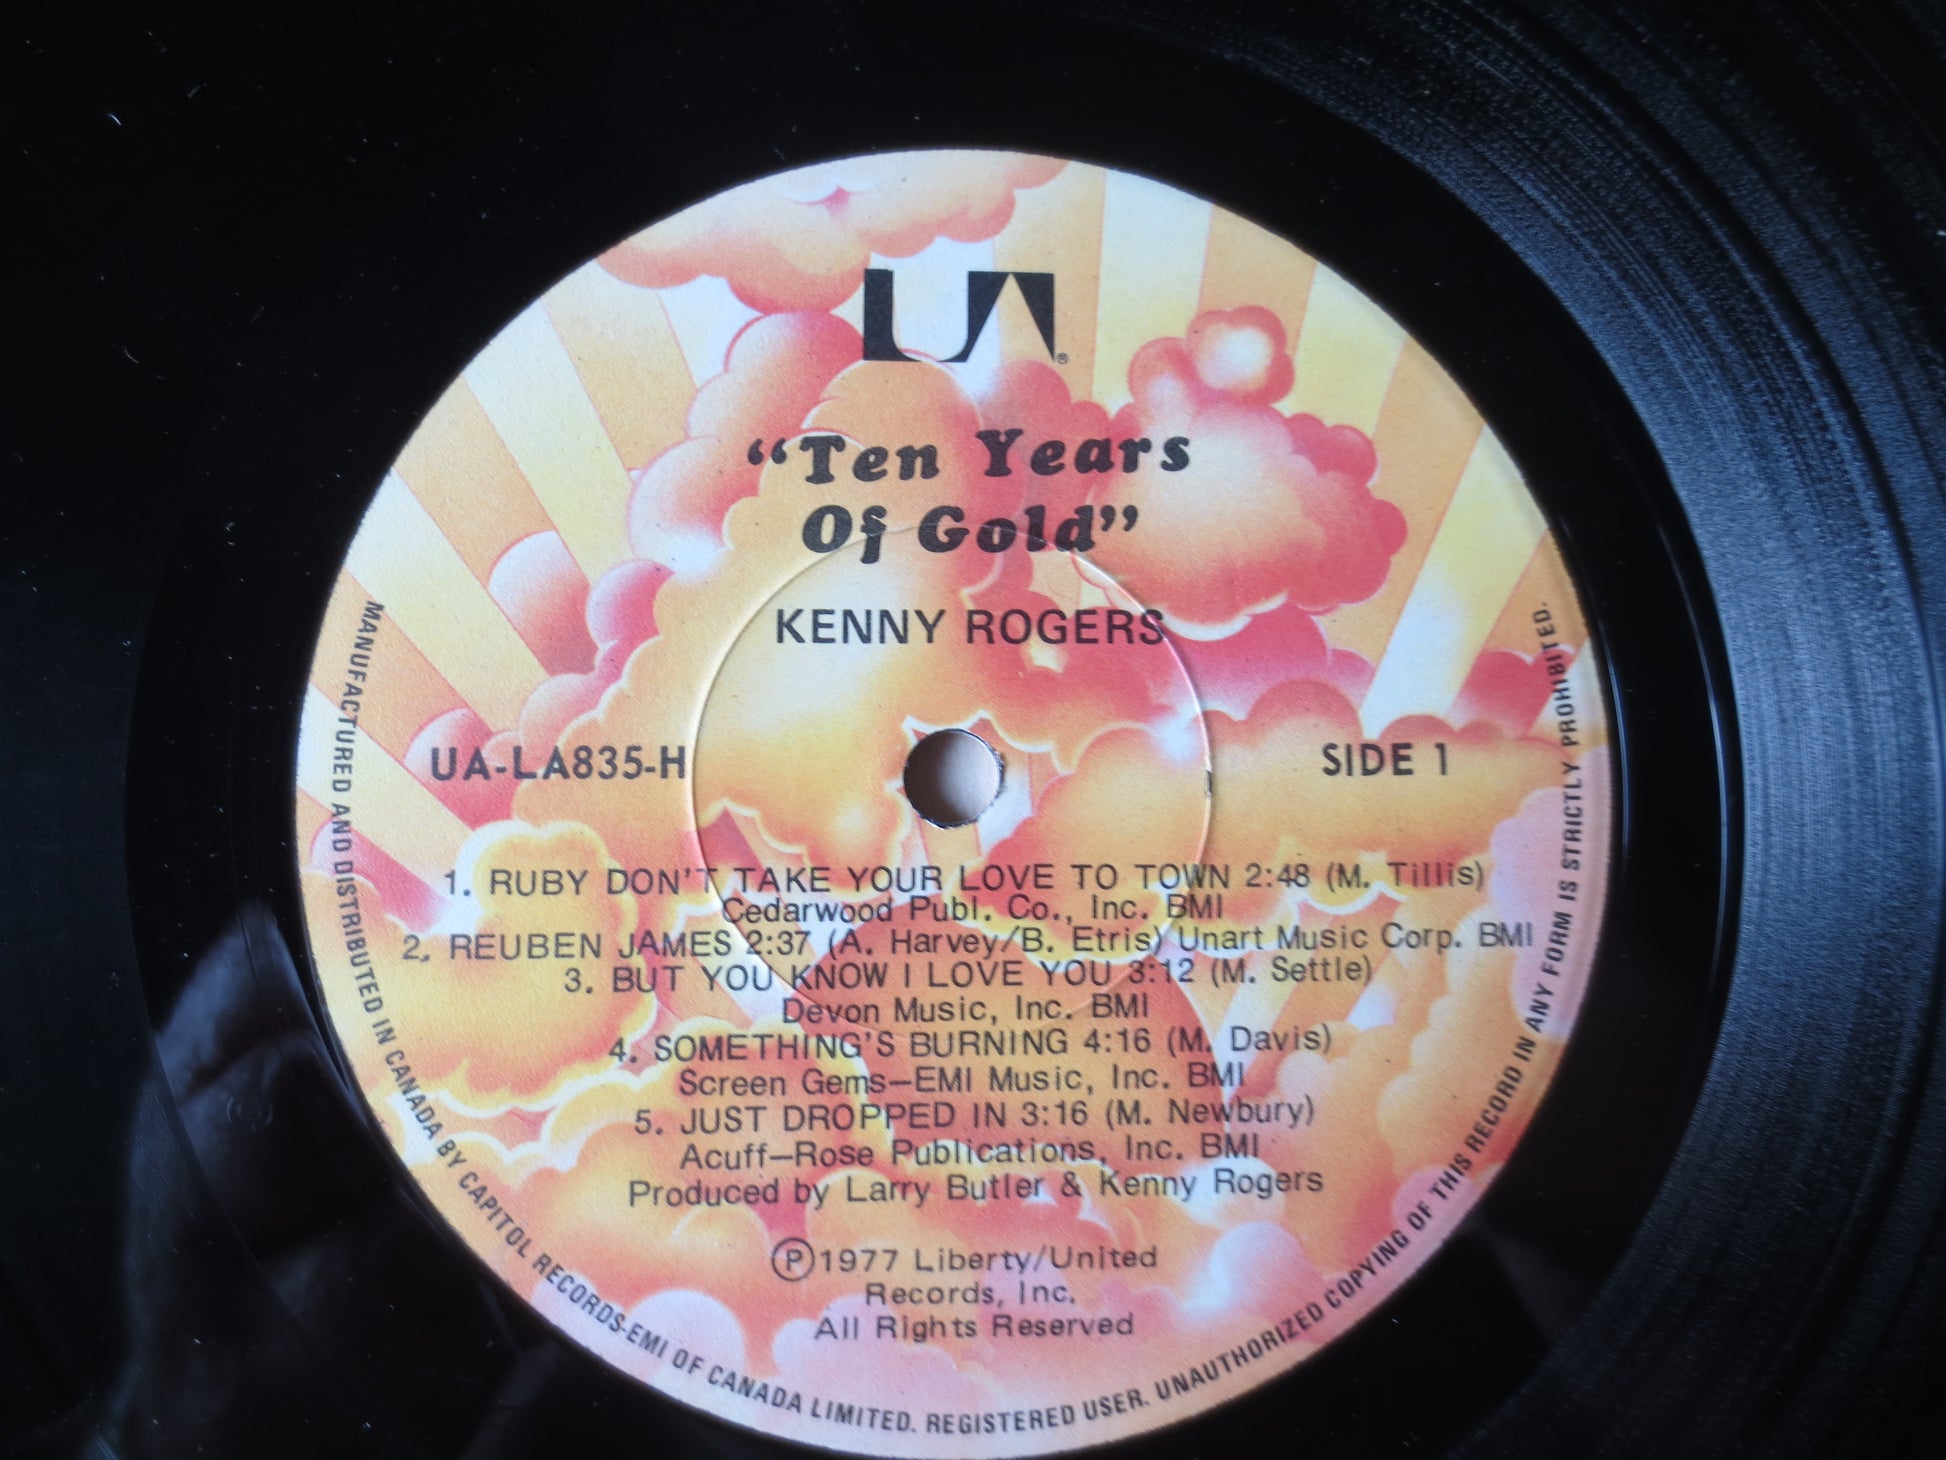 UA®
“Ten Years
Of Gold”
KENNY ROGERS
UA-LA835-H
SIDE 1
1. RUBY DON'T TAKE YOUR LOVE TO TOWN 2:48 (M. Tillis)
Cedarwood Publ. Co., Inc. BMI
2. REUBEN JAMES 2:37 (A. Harvey/B. Etris) Unart Music Corp. BMI
3. BUT YOU KNOW I LOVE YOU 3:12 (M. Settle)
Devon Music, Inc. BMI
4. SOMETHING'S BURNING 4:16 (M. Davis)
Screen Gems—EMI Music, Inc. BMI
5. JUST DROPPED IN 3:16 (M. Newbury)
Acuff—Rose Publications, Inc. BMI
Produced by Larry Butler & Kenny Rogers
℗1977 Liberty/United
Records, Inc.
All Rights Reserved
MANUFACTURED AND DISTRIBUTED IN CANADA BY CAPITOL RECORDS-EMI OF CANADA LIMITED. REGISTERED USER. UNAUTHORIZED COPYING OF THIS RECORD IN ANY FORM IS STRICTLY PROHIBITED.